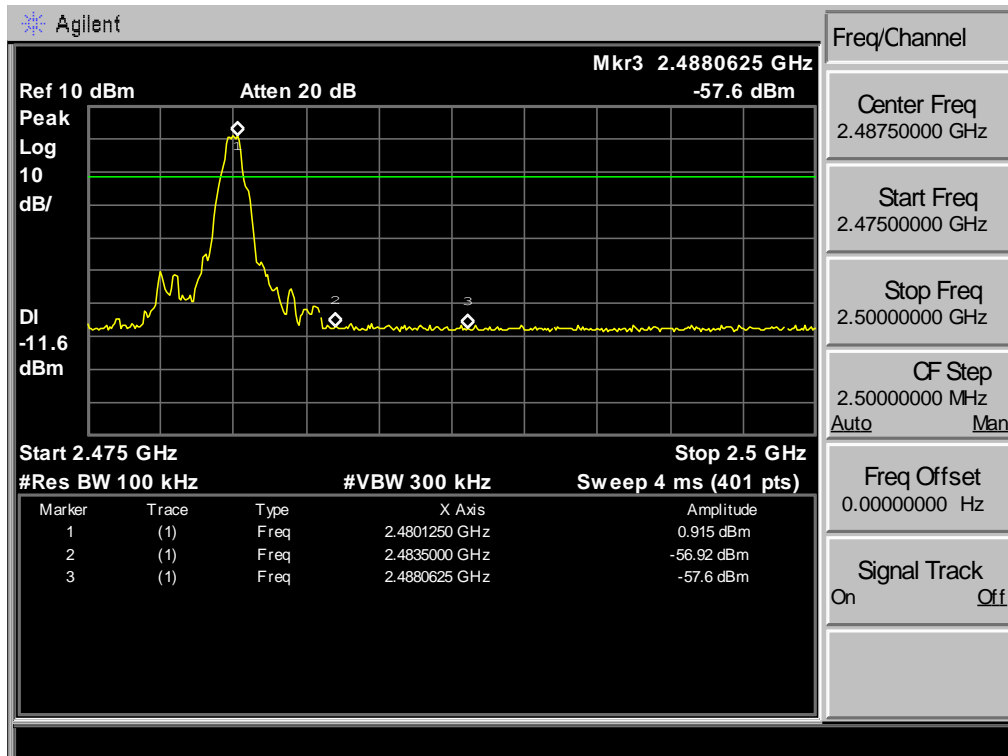 Agilent
Freq/Channel
Mkr3 2.4880625 GHz
Ref 10 dBm Atten 20 dB -57.6 dBm
Peak
Log
10
dB/
1
2
3
DI
-11.6
dBm
Start 2.475 GHz Stop 2.5 GHz
#Res BW 100 kHz #VBW 300 kHz Sweep 4 ms (401 pts)
Marker Trace Type X Axis Amplitude
1 (1) Freq 2.4801250 GHz 0.915 dBm
2 (1) Freq 2.4835000 GHz -56.92 dBm
3 (1) Freq 2.4880625 GHz -57.6 dBm
Center Freq
2.48750000 GHz
Start Freq
2.47500000 GHz
Stop Freq
2.50000000 GHz
CF Step
2.50000000 MHz
Auto Man
Freq Offset
0.00000000 Hz
Signal Track
On Off